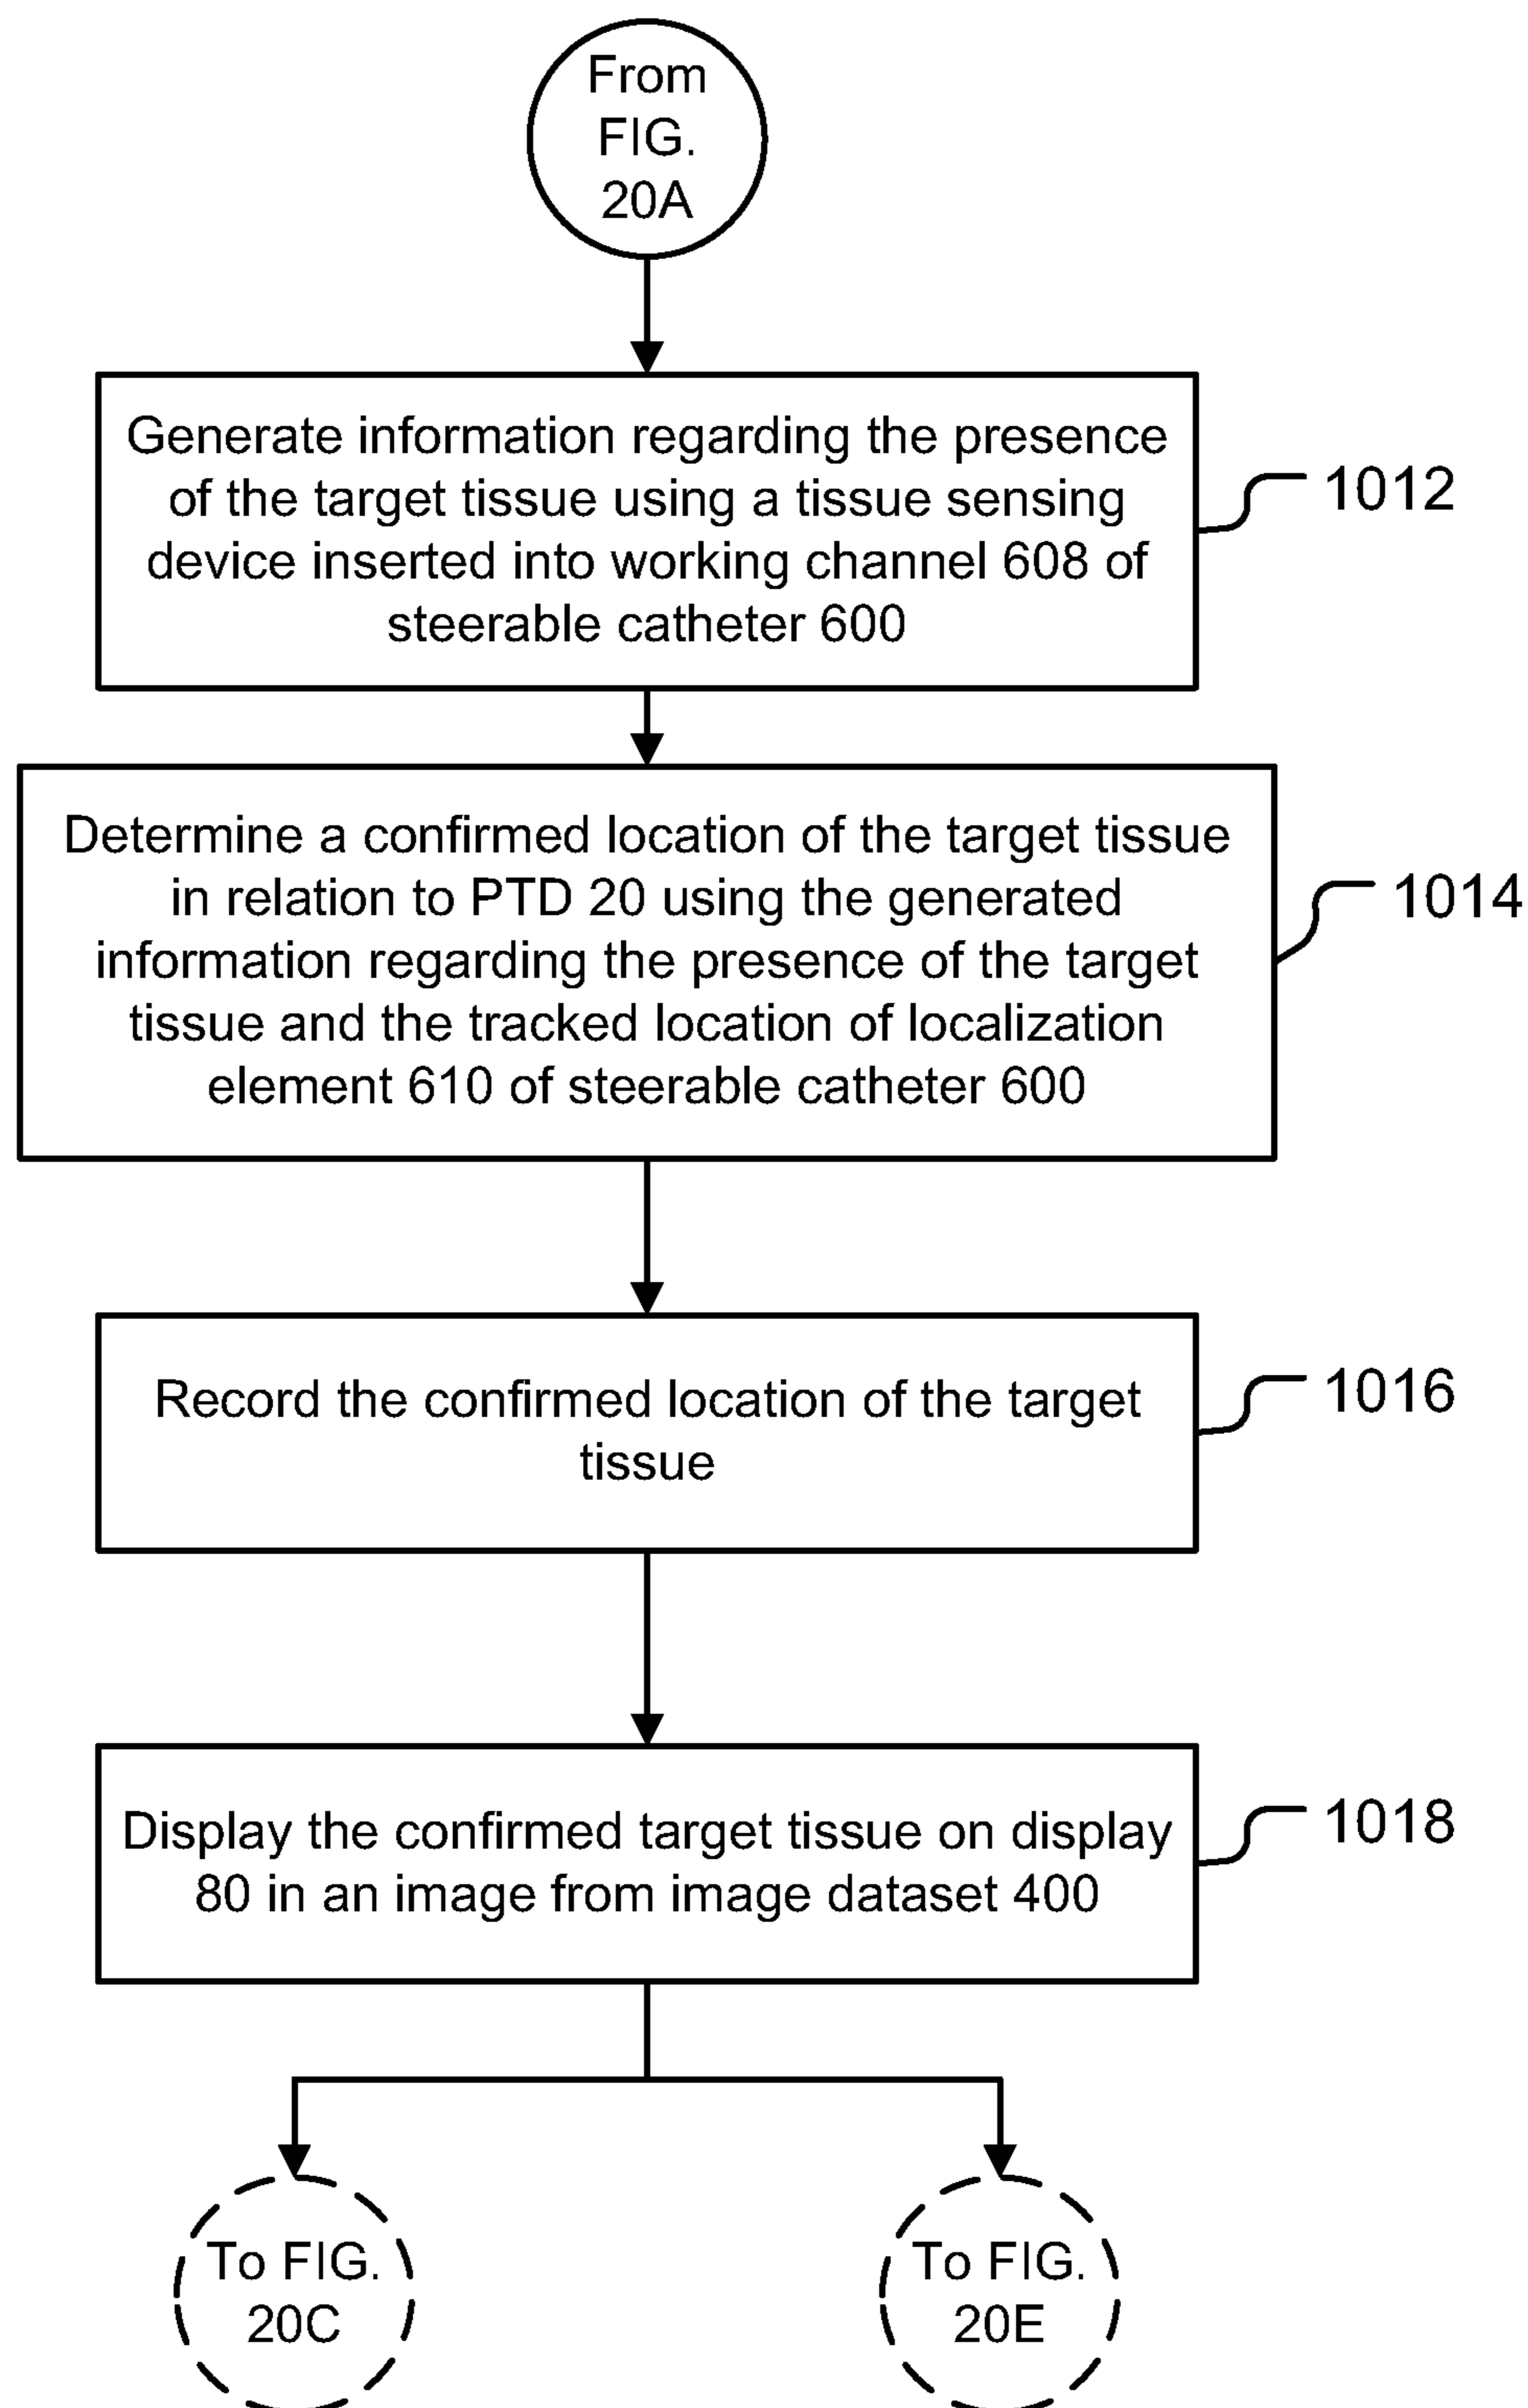 From
FIG.
20A
Generate information regarding the presence
of the target tissue using a tissue sensing
device inserted into working channel 608 of
steerable catheter 600
1012
Determine a confirmed location of the target tissue
in relation to PTD 20 using the generated
information regarding the presence of the target
tissue and the tracked location of localization
element 610 of steerable catheter 600
1014
Record the confirmed location of the target
tissue
1016
Display the confirmed target tissue on display
80 in an image from image dataset 400
1018
To FIG.
20C
To FIG.
20E